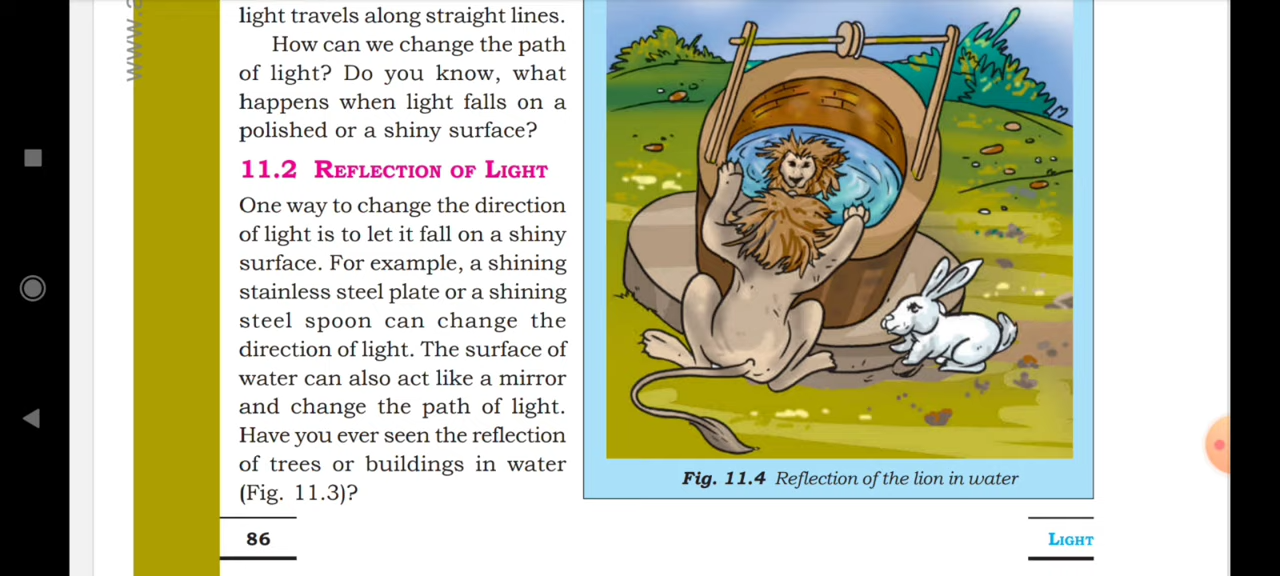 light travels along straight lines.
How can we change the path
of light? Do you know, what
happens when light falls on a
polished or a shiny surface?
11.2 REFLECTION OF LIGHT
One way to change the direction
of light is to let it fall on a shiny
surface. For example, a shining
stainless steel plate or a shining
steel spoon can change the
direction of light. The surface of
water can also act like a mirror
and change the path of light.
Have you ever seen the reflection
of trees or buildings in water
(Fig. 11.3)?
Fig. 11.4 Reflection of the lion in water
86
LIGHT